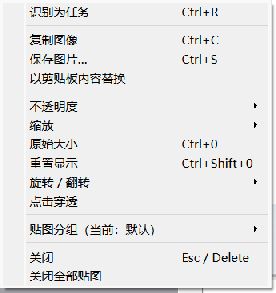 识别为任务 Ctrl+R
复制图像 Ctrl+C
保存图片... Ctrl+S
以剪贴板内容替换
不透明度
缩放
原始大小 Ctrl+0
重置显示 Ctrl+Shift+0
旋转 / 翻转
点击穿透
贴图分组（当前：默认）
关闭 Esc / Delete
关闭全部贴图